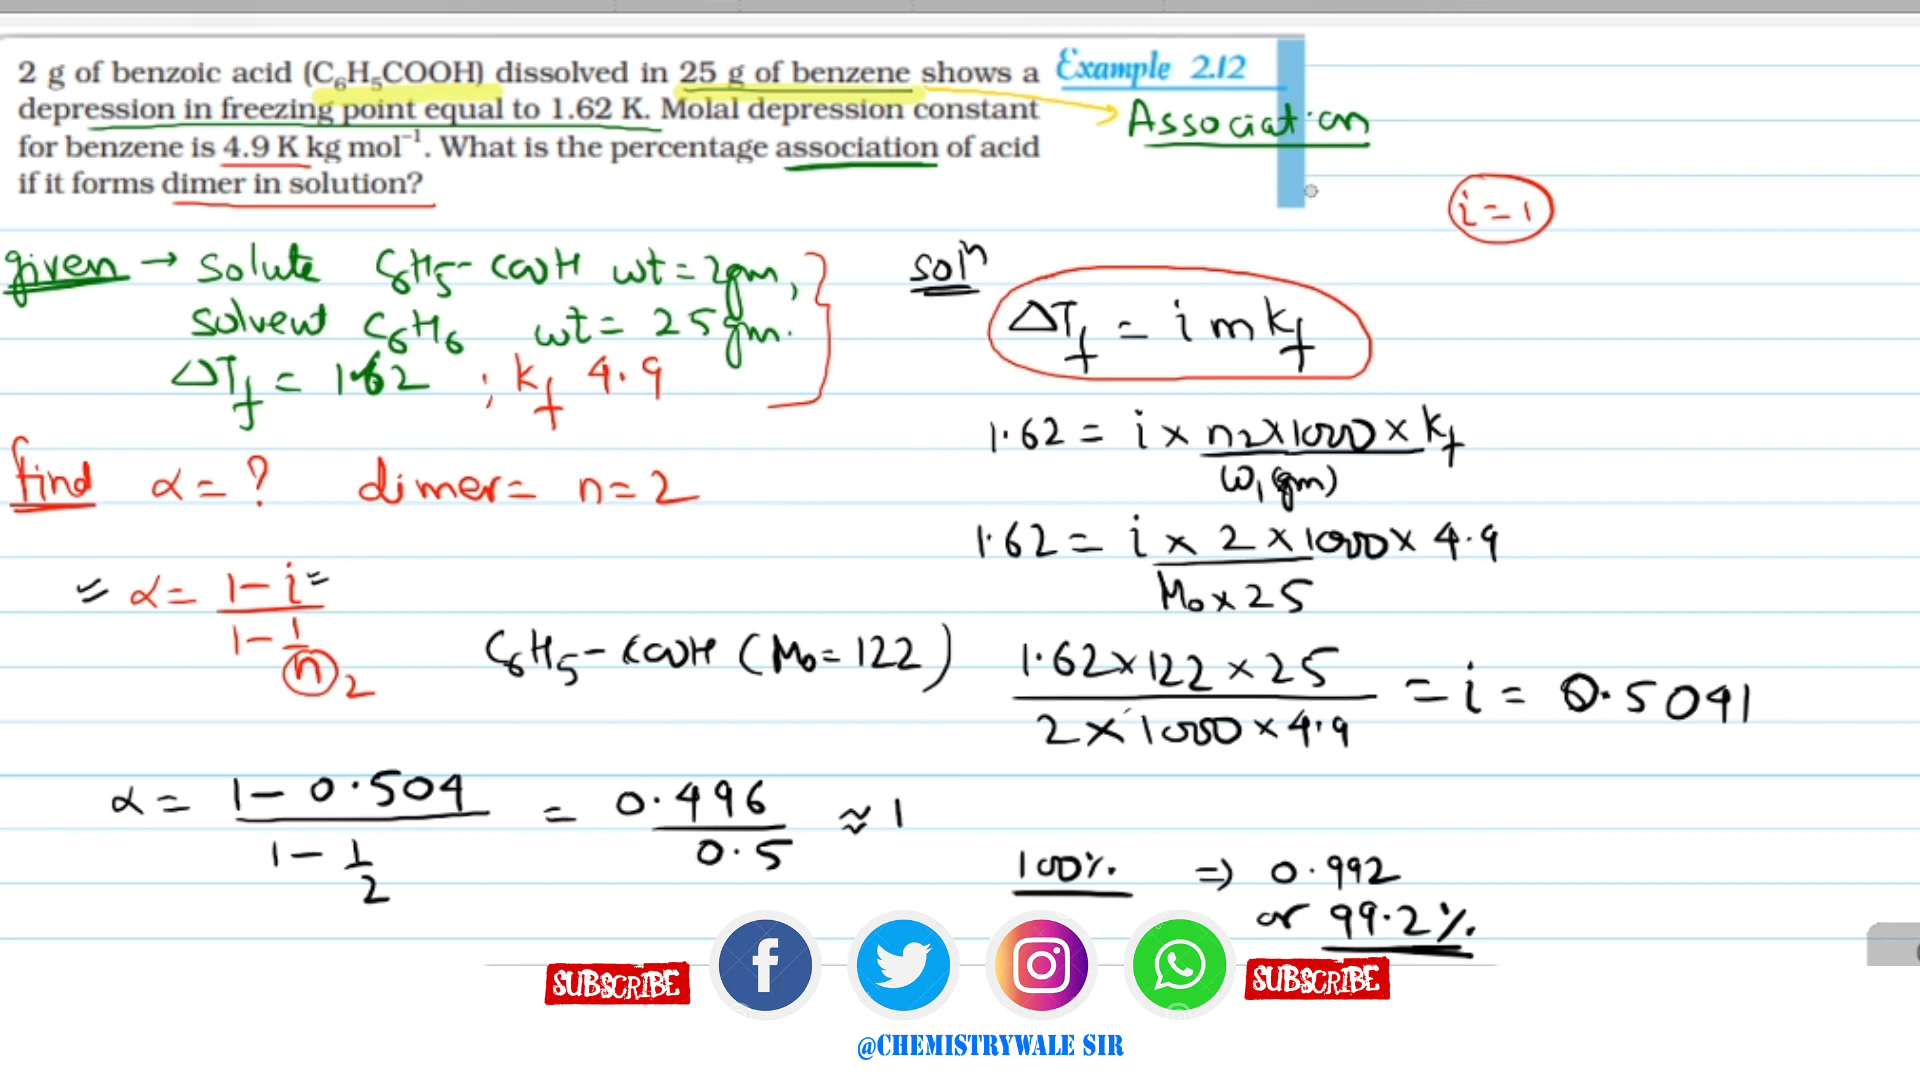 2 g of benzoic acid (C₆H₅COOH) dissolved in 25 g of benzene shows a
depression in freezing point equal to 1.62 K. Molal depression constant
for benzene is 4.9 K kg mol⁻¹. What is the percentage association of acid
if it forms dimer in solution?
Example 2.12
Association
i = 1
given → solute C₆H₅-COOH wt = 2gm,
solvent C₆H₆ wt = 25gm.
ΔTf = 1.62 ; Kf 4.9
find α = ? dimer = n = 2
α = 1 - i / 1 - 1/n 2
C₆H₅-COOH (M₀ = 122)
α = 1 - 0.504 / 1 - 1/2 = 0.496 / 0.5 ≈ 1
solⁿ
ΔTf = i m Kf
1.62 = i × n₂ × 1000 × Kf / W₁(gm)
1.62 = i × 2 × 1000 × 4.9 / M₀ × 25
1.62 × 122 × 25 / 2 × 1000 × 4.9 = i = 0.5041
100% ⇒ 0.992
or 99.2%
SUBSCRIBE
SUBSCRIBE
@CHEMISTRYWALE SIR